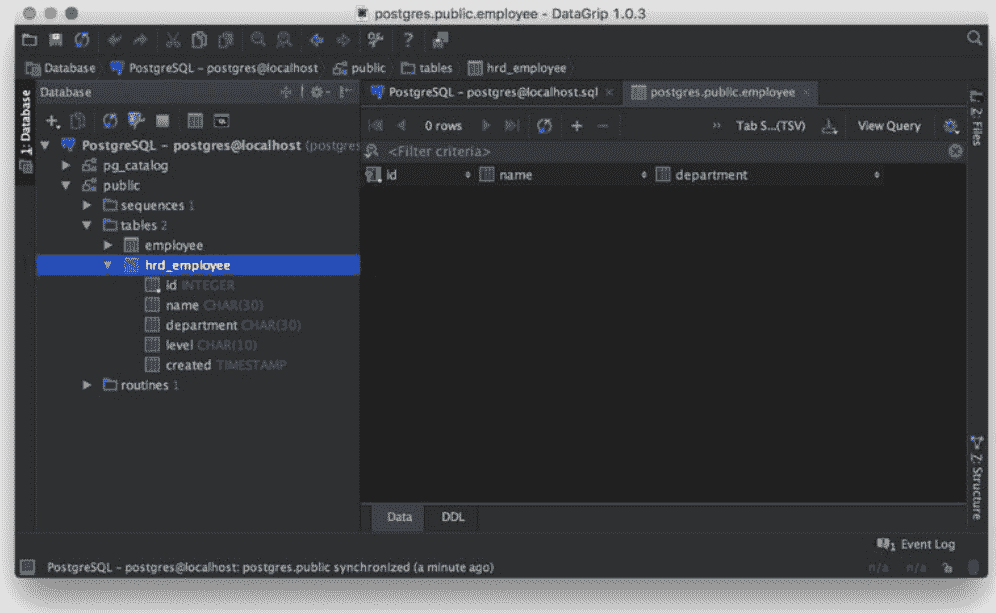 postgres.public.employee - DataGrip 1.0.3
Database PostgreSQL - postgres@localhost public tables hrd_employee
1: Database
Database
PostgreSQL - postgres@localhost.sql postgres.public.employee
2: Files
0 rows Tab S...(TSV) View Query
PostgreSQL - postgres@localhost (postgres
<Filter criteria>
pg_catalog
id name department
public
sequences 1
tables 2
employee
hrd_employee
id INTEGER
name CHAR(30)
department CHAR(30)
level CHAR(10)
created TIMESTAMP
routines 1
Z: Structure
Data DDL
1 Event Log
PostgreSQL - postgres@localhost: postgres.public synchronized (a minute ago) n/a n/a